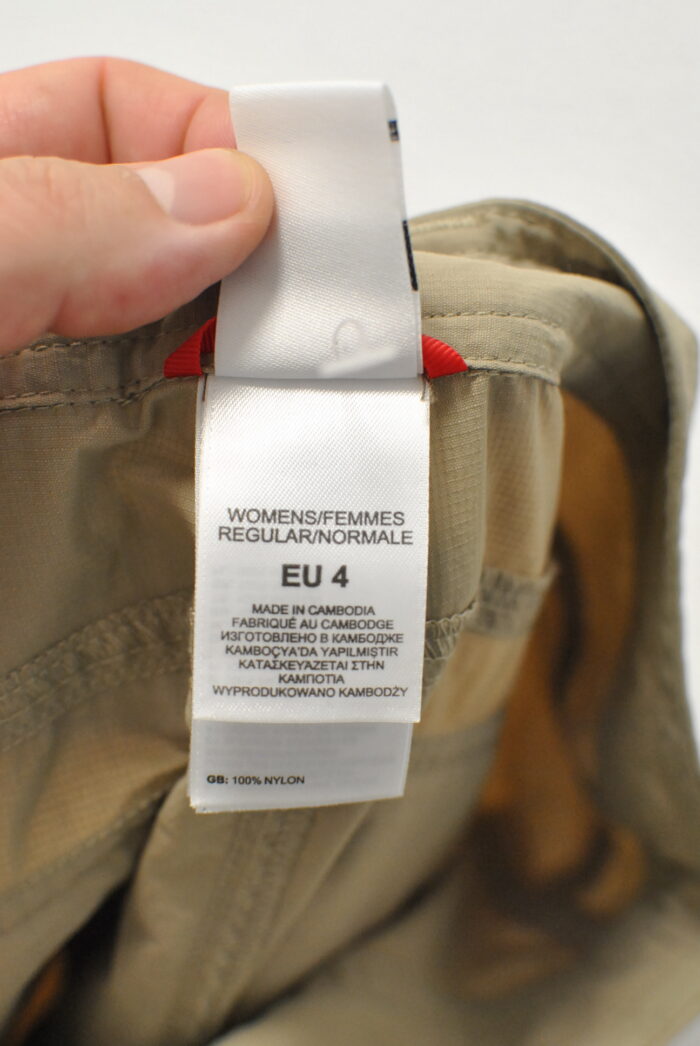 WOMENS/FEMMES
REGULAR/NORMALE
EU 4
MADE IN CAMBODIA
FABRIQUÉ AU CAMBODGE
ИЗГОТОВЛЕНО В КАМБОДЖЕ
KAMBOÇYA'DA YAPILMIŞTIR
ΚΑΤΑΣΚΕΥΆΖΕΤΑΙ ΣΤΗΝ
ΚΑΜΠΟΤΙΑ
WYPRODUKOWANO KAMBODŻY
GB: 100% NYLON